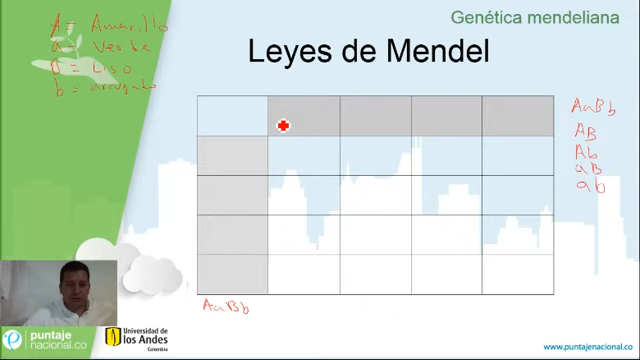 Genética mendeliana
Leyes de Mendel
A = Amarillo
a = Verde
B = Liso
b = arrugado
AaBb
AB
Ab
aB
ab
AaBb
puntaje
nacional.co
Universidad de
los Andes
Colombia
www.puntajenacional.co